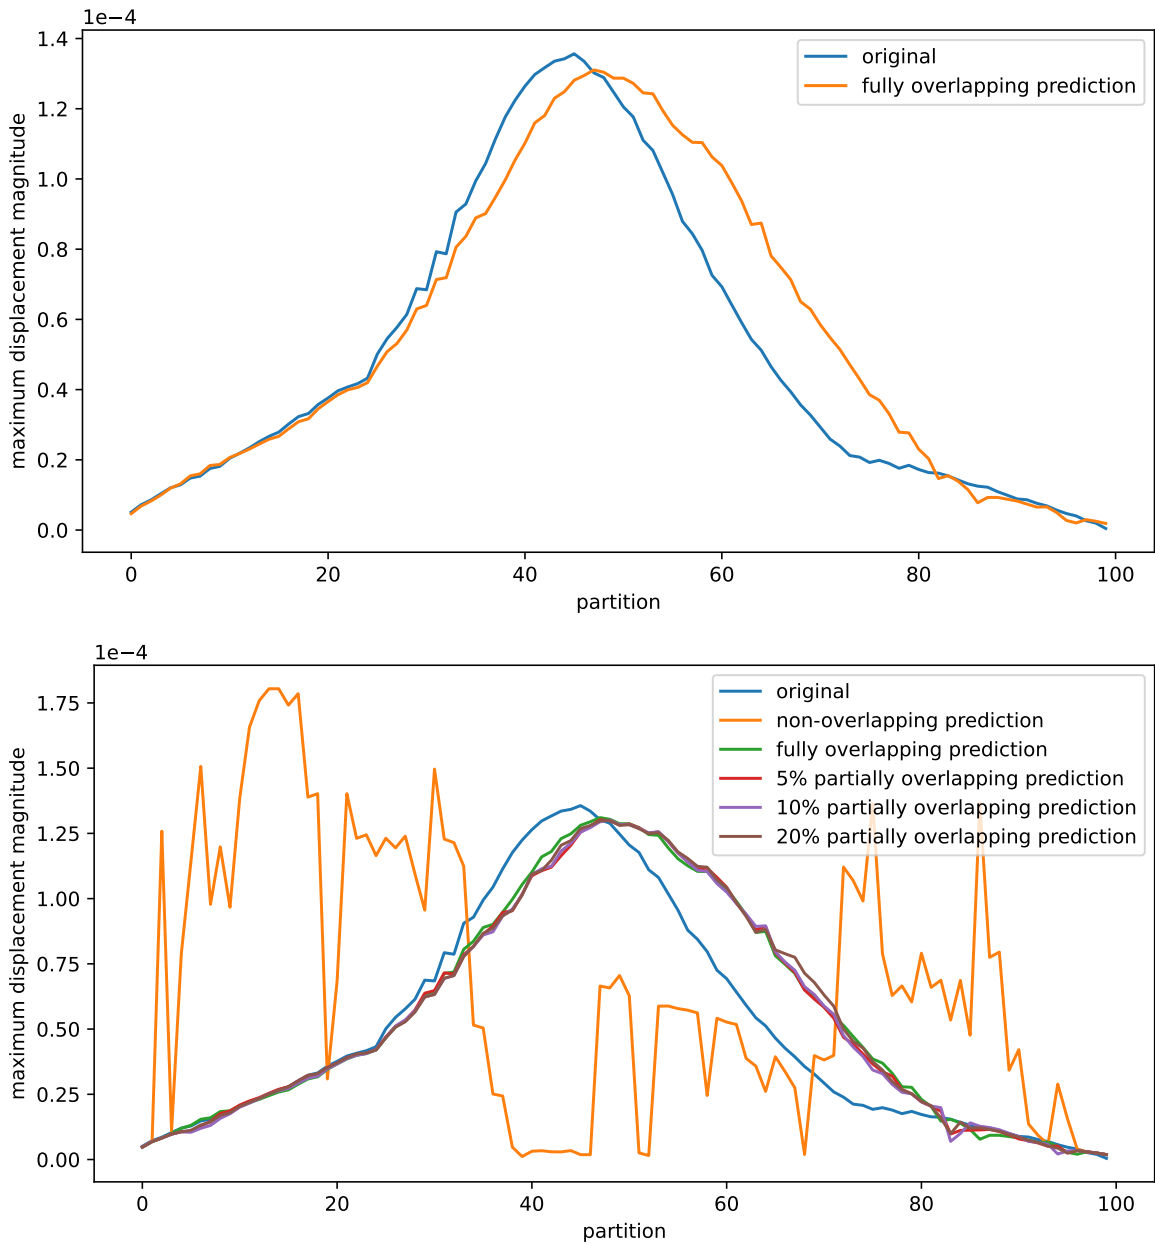 1e−4
1.4
1.2
1.0
0.8
0.6
0.4
0.2
0.0
maximum displacement magnitude
original
fully overlapping prediction
0 20 40 60 80 100
partition
1e−4
1.75
1.50
1.25
1.00
0.75
0.50
0.25
0.00
maximum displacement magnitude
original
non-overlapping prediction
fully overlapping prediction
5% partially overlapping prediction
10% partially overlapping prediction
20% partially overlapping prediction
0 20 40 60 80 100
partition